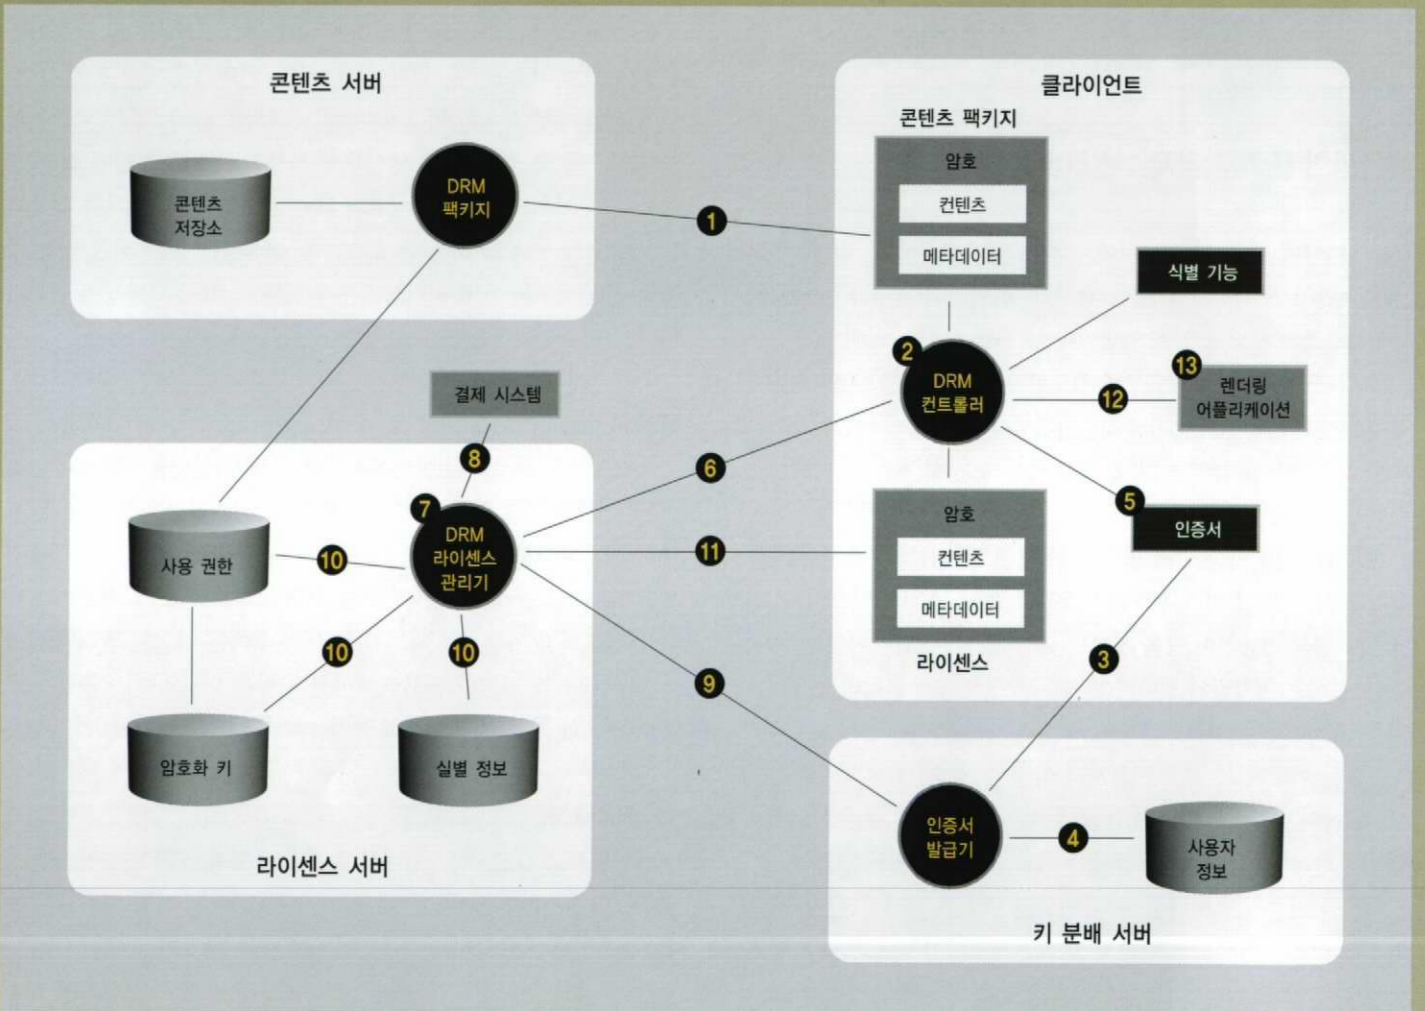 콘텐츠 서버
콘텐츠
저장소
DRM
팩키지
1
클라이언트
콘텐츠 팩키지
암호
컨텐츠
메타데이터
식별 기능
2
DRM
컨트롤러
12
13
렌더링
어플리케이션
결제 시스템
8
6
7
DRM
라이센스
관리기
사용 권한
10
10
10
11
암호
컨텐츠
메타데이터
라이센스
5
인증서
3
9
암호화 키
실별 정보
라이센스 서버
인증서
발급기
4
사용자
정보
키 분배 서버